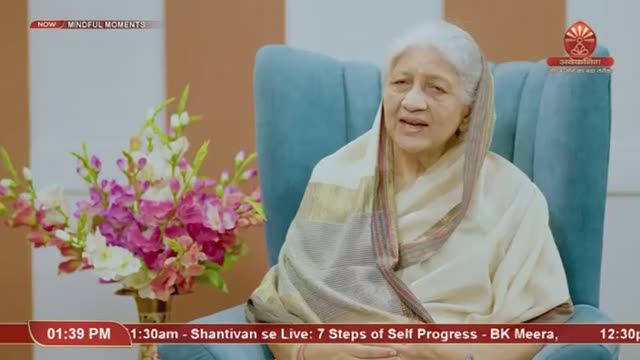 NOW MINDFUL MOMENTS
अवेकनिंग
01:39 PM
1:30am - Shantivan se Live: 7 Steps of Self Progress - BK Meera,
12:30p